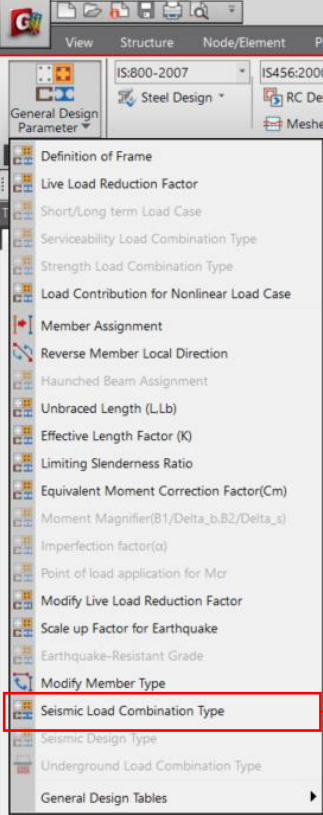 G
View Structure Node/Element P
IS:800-2007 IS456:2000
Steel Design RC De
General Design
Parameter
Meshe
Definition of Frame
Live Load Reduction Factor
Short/Long term Load Case
Serviceability Load Combination Type
Strength Load Combination Type
Load Contribution for Nonlinear Load Case
Member Assignment
Reverse Member Local Direction
Haunched Beam Assignment
Unbraced Length (L,Lb)
Effective Length Factor (K)
Limiting Slenderness Ratio
Equivalent Moment Correction Factor(Cm)
Moment Magnifier(B1/Delta_b.B2/Delta_s)
Imperfection factor(α)
Point of load application for Mcr
Modify Live Load Reduction Factor
Scale up Factor for Earthquake
Earthquake-Resistant Grade
Modify Member Type
Seismic Load Combination Type
Seismic Design Type
Underground Load Combination Type
General Design Tables